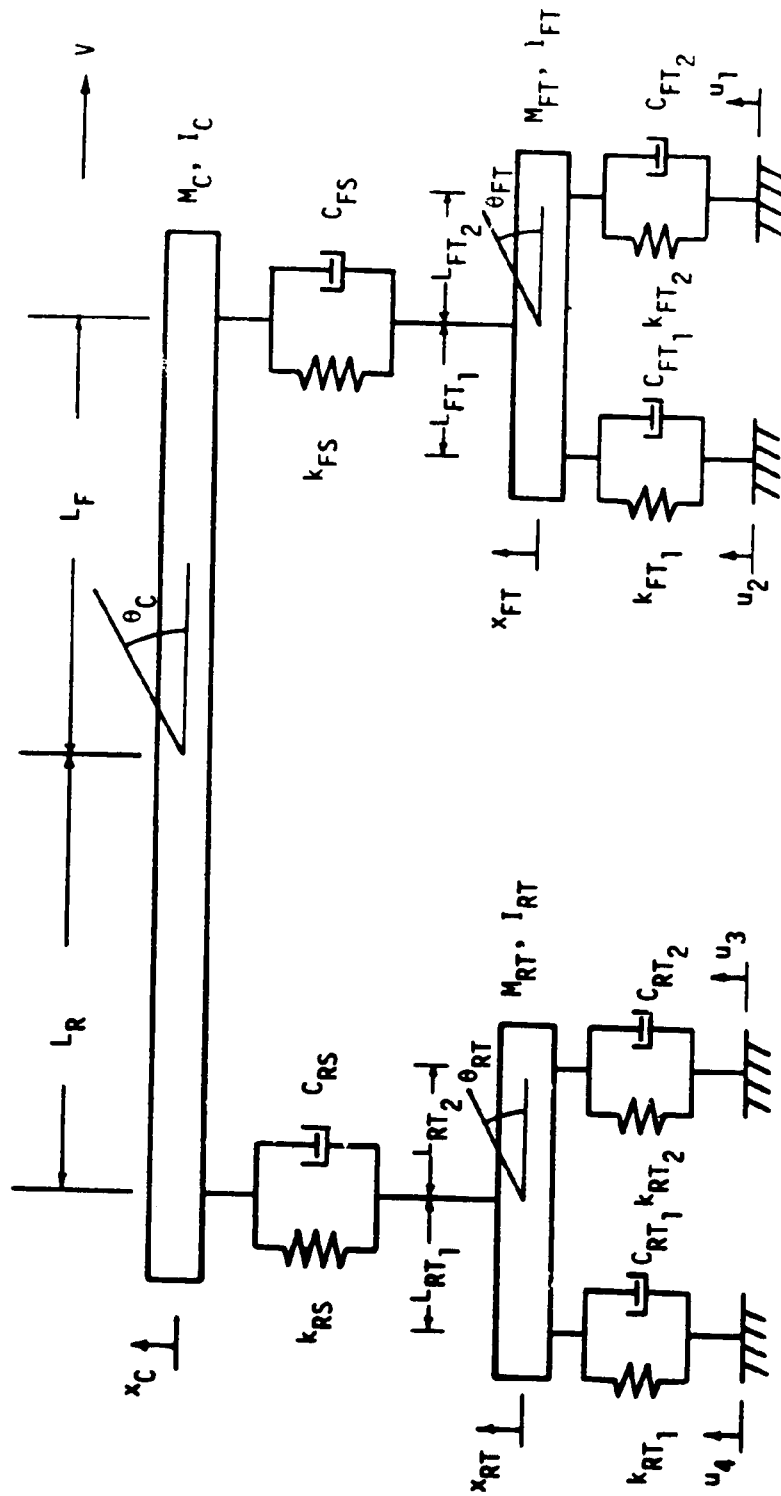 V
L_R
L_F
θ_C
M_C, I_C
x_C
k_RS
C_RS
k_FS
C_FS
L_RT_1
L_RT_2
L_FT_1
L_FT_2
x_RT
θ_RT
M_RT, I_RT
x_FT
θ_FT
M_FT, I_FT
k_RT_1
C_RT_1
k_RT_2
C_RT_2
k_FT_1
C_FT_1
k_FT_2
C_FT_2
u_4
u_3
u_2
u_1